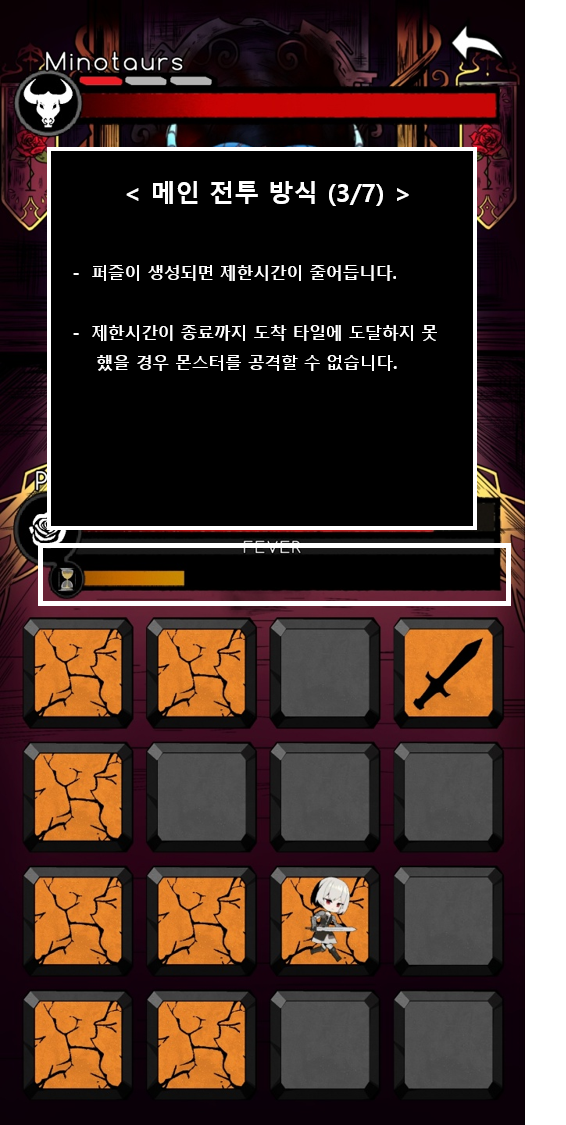 Minotaurs
< 메인 전투 방식 (3/7) >
- 퍼즐이 생성되면 제한시간이 줄어듭니다.
- 제한시간이 종료까지 도착 타일에 도달하지 못
했을 경우 몬스터를 공격할 수 없습니다.
FEVER